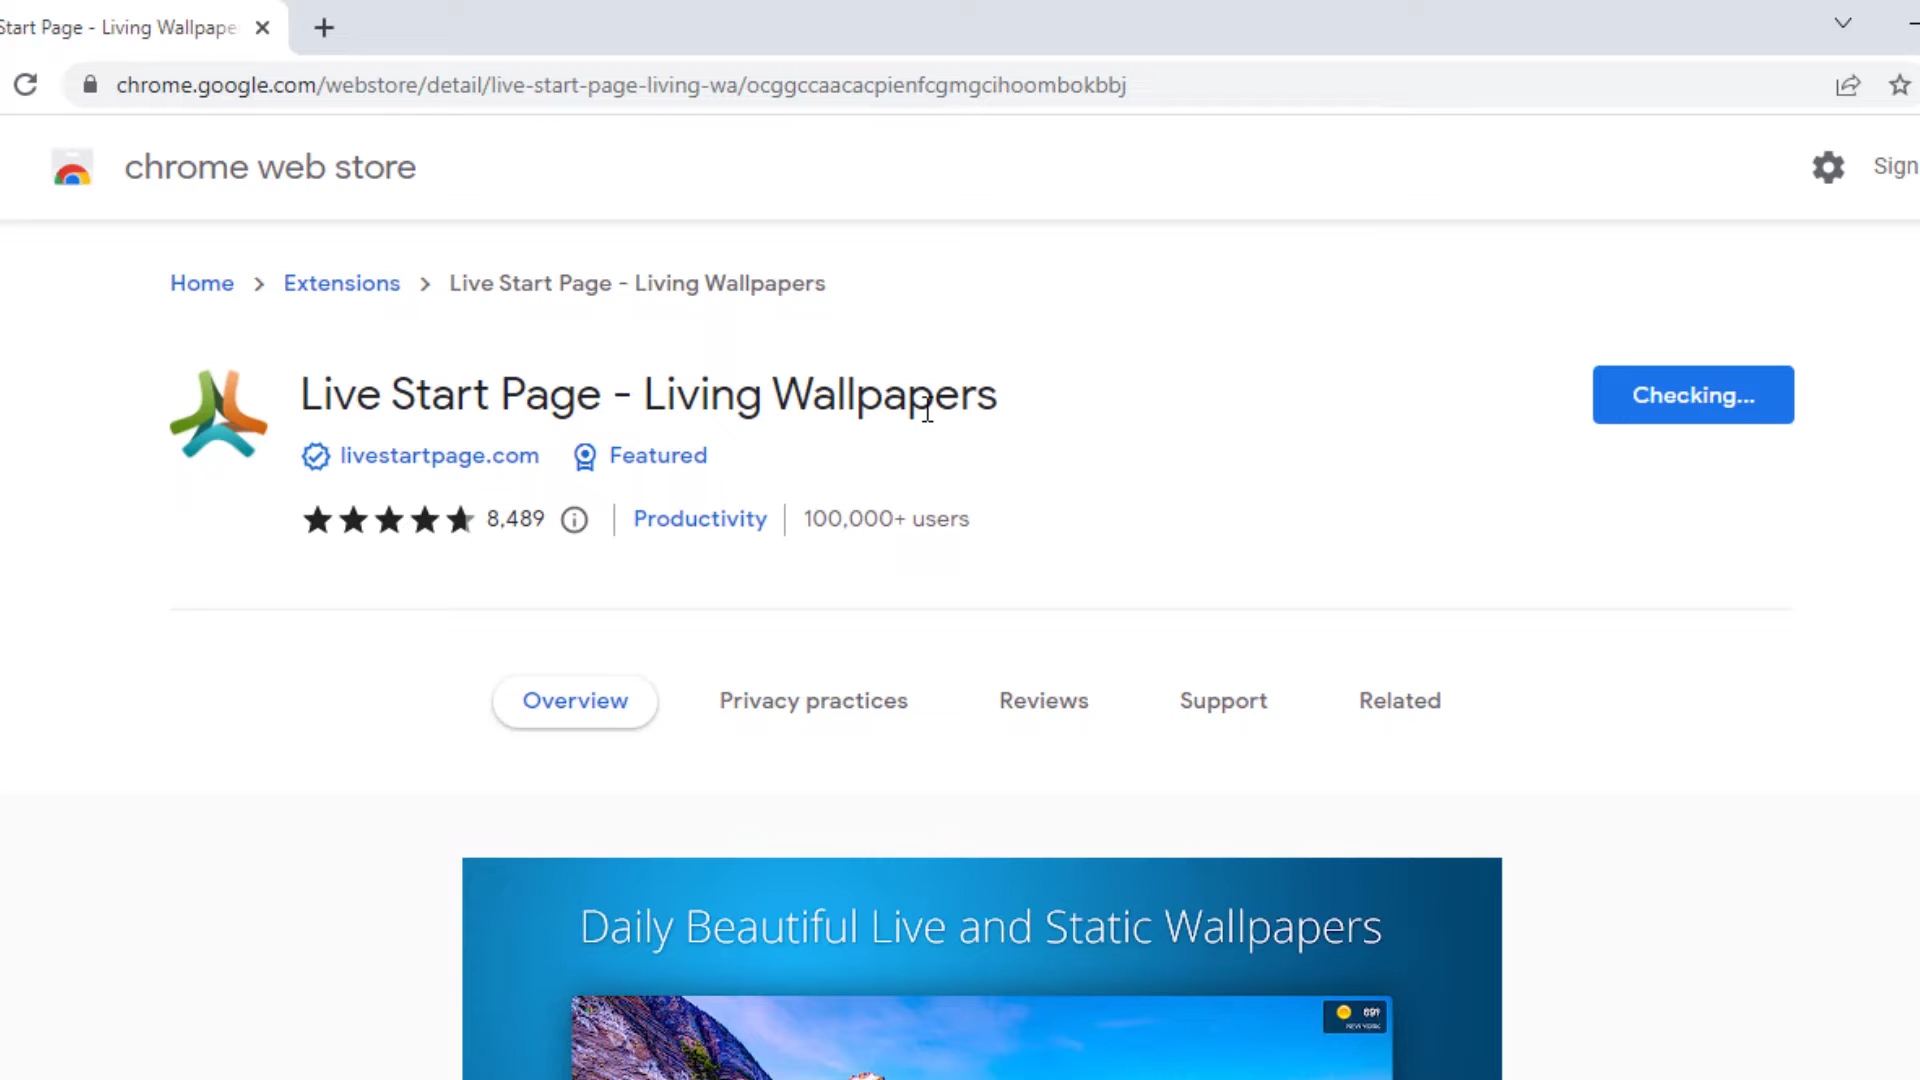 Start Page - Living Wallpape
chrome.google.com/webstore/detail/live-start-page-living-wa/ocggccaacacpienfcgmgcihoombokbbj
chrome web store
Sign
Home > Extensions > Live Start Page - Living Wallpapers
Live Start Page - Living Wallpapers
Checking...
livestartpage.com Featured
8,489 Productivity 100,000+ users
Overview Privacy practices Reviews Support Related
Daily Beautiful Live and Static Wallpapers
NEW YORK